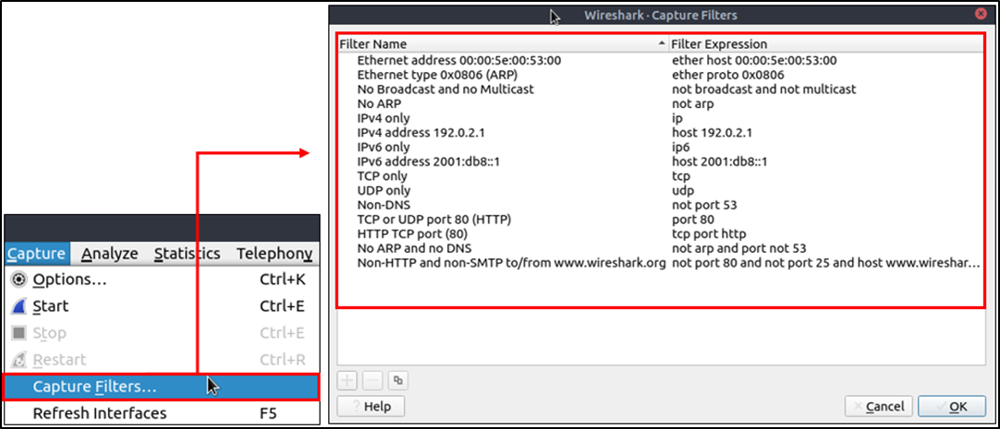 Wireshark · Capture Filters
Filter Name Filter Expression
Ethernet address 00:00:5e:00:53:00 ether host 00:00:5e:00:53:00
Ethernet type 0x0806 (ARP) ether proto 0x0806
No Broadcast and no Multicast not broadcast and not multicast
No ARP not arp
IPv4 only ip
IPv4 address 192.0.2.1 host 192.0.2.1
IPv6 only ip6
IPv6 address 2001:db8::1 host 2001:db8::1
TCP only tcp
UDP only udp
Non-DNS not port 53
TCP or UDP port 80 (HTTP) port 80
HTTP TCP port (80) tcp port http
No ARP and no DNS not arp and port not 53
Non-HTTP and non-SMTP to/from www.wireshark.org not port 80 and not port 25 and host www.wireshar...
Help Cancel OK
Capture Analyze Statistics Telephony
Options... Ctrl+K
Start Ctrl+E
Stop Ctrl+E
Restart Ctrl+R
Capture Filters...
Refresh Interfaces F5